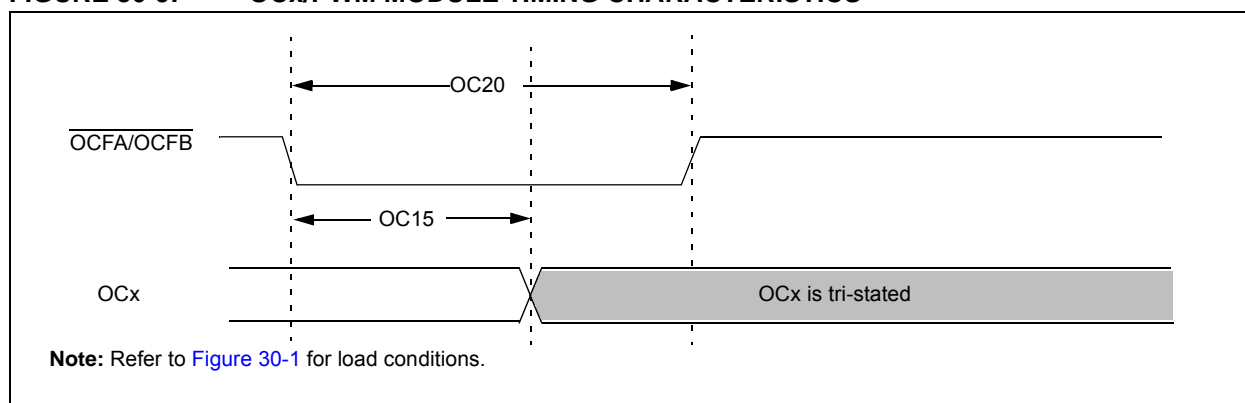 OC20
OCFA/OCFB
OC15
OCx
OCx is tri-stated
Note: Refer to Figure 30-1 for load conditions.